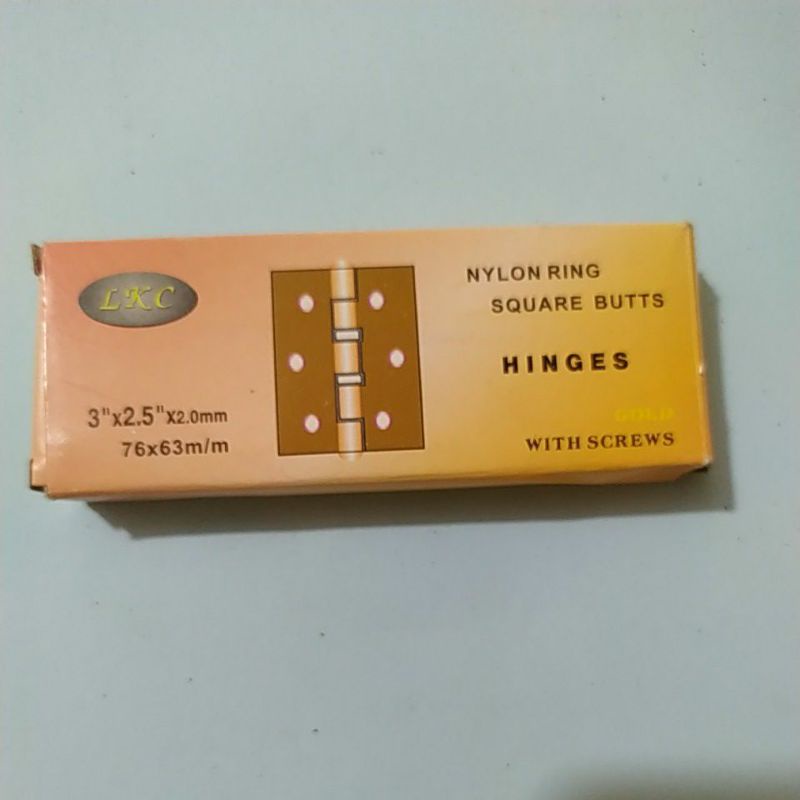 LKC
NYLON RING
SQUARE BUTTS
HINGES
3"x2.5"x2.0mm
76x63m/m
GOLD
WITH SCREWS